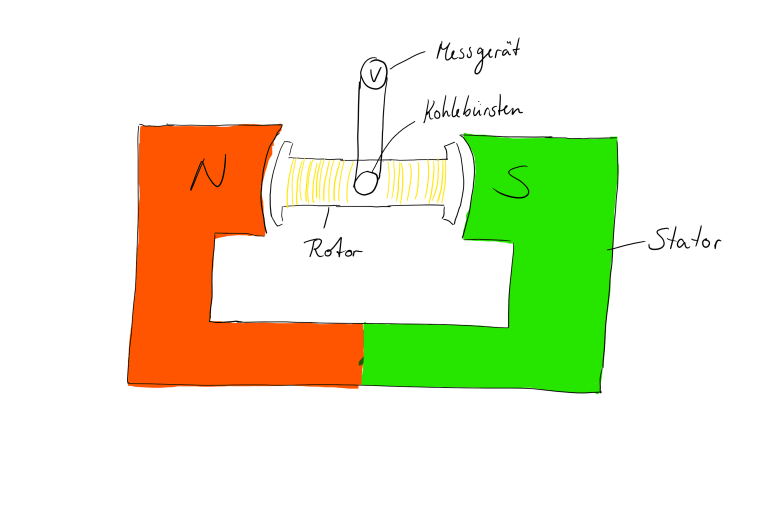 V
Messgerät
Kohlebürsten
N
S
Rotor
Stator